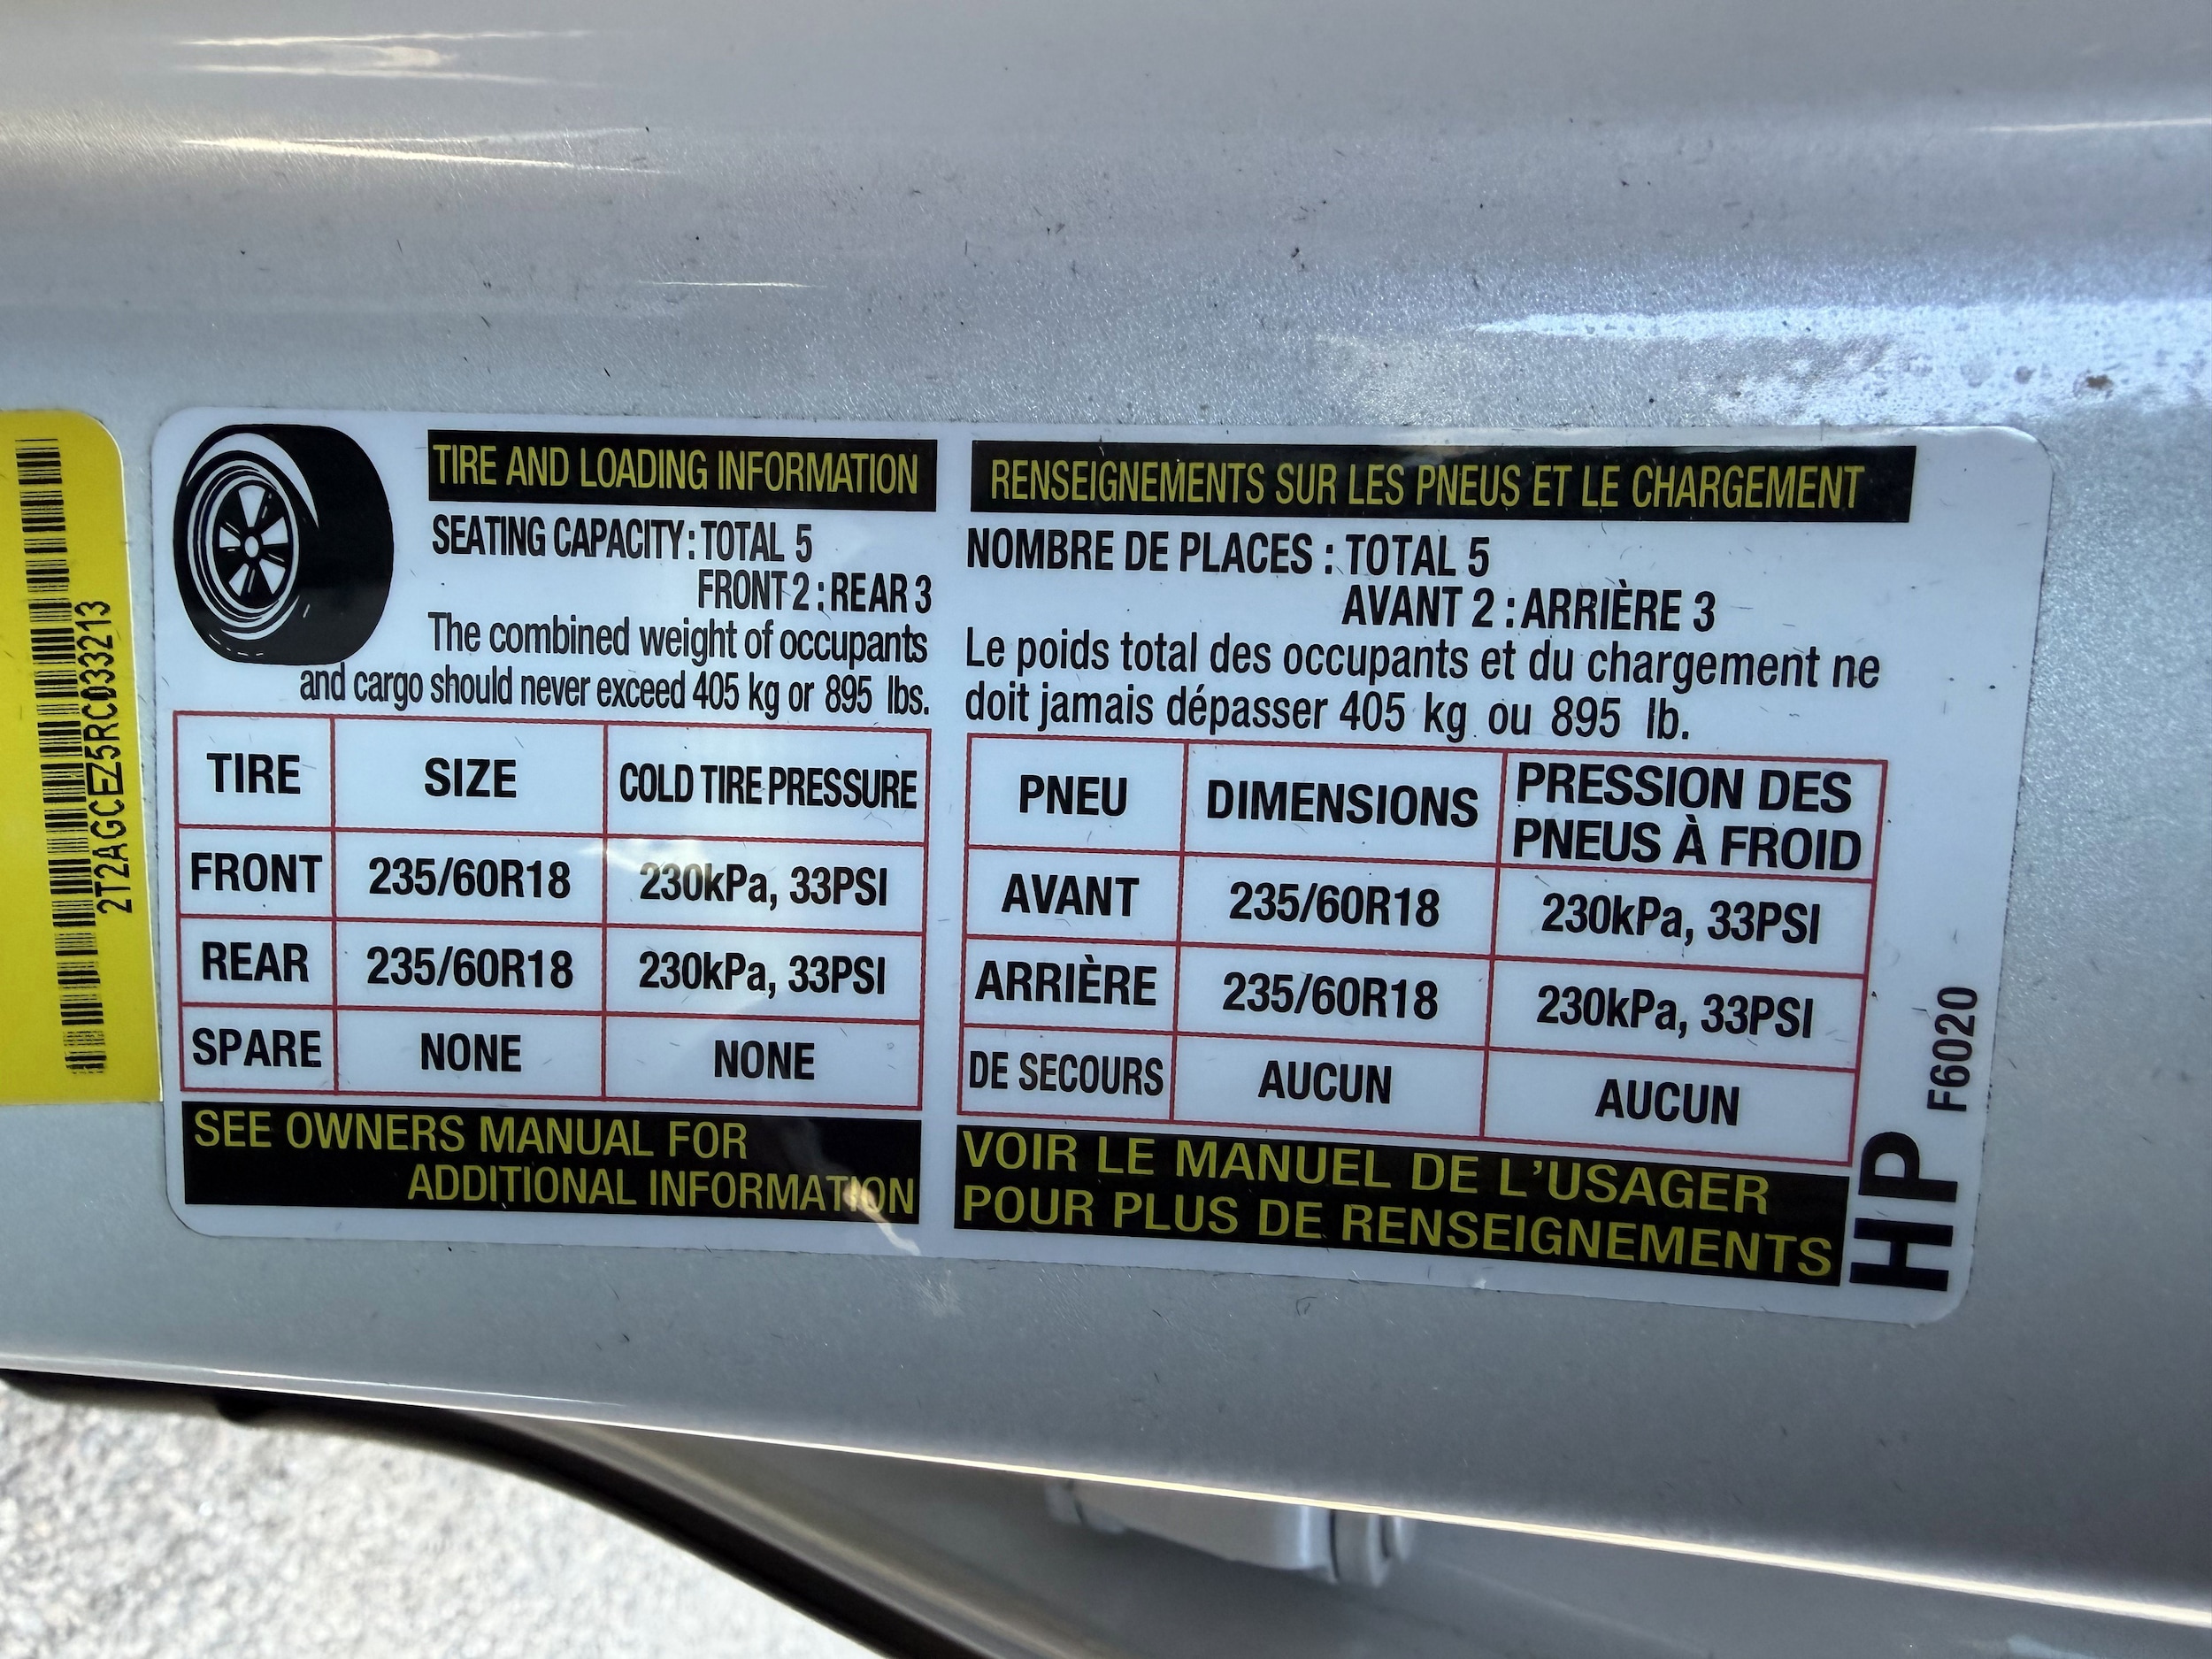 2T2AGCEZ5RC033213
TIRE AND LOADING INFORMATION
SEATING CAPACITY: TOTAL 5
FRONT 2 : REAR 3
The combined weight of occupants
and cargo should never exceed 405 kg or 895 lbs.
TIRE SIZE COLD TIRE PRESSURE
FRONT 235/60R18 230kPa, 33PSI
REAR 235/60R18 230kPa, 33PSI
SPARE NONE NONE
SEE OWNERS MANUAL FOR
ADDITIONAL INFORMATION
RENSEIGNEMENTS SUR LES PNEUS ET LE CHARGEMENT
NOMBRE DE PLACES : TOTAL 5
AVANT 2 : ARRIÈRE 3
Le poids total des occupants et du chargement ne
doit jamais dépasser 405 kg ou 895 lb.
PNEU DIMENSIONS PRESSION DES
PNEUS À FROID
AVANT 235/60R18 230kPa, 33PSI
ARRIÈRE 235/60R18 230kPa, 33PSI
DE SECOURS AUCUN AUCUN
VOIR LE MANUEL DE L'USAGER
POUR PLUS DE RENSEIGNEMENTS
HP
F6020